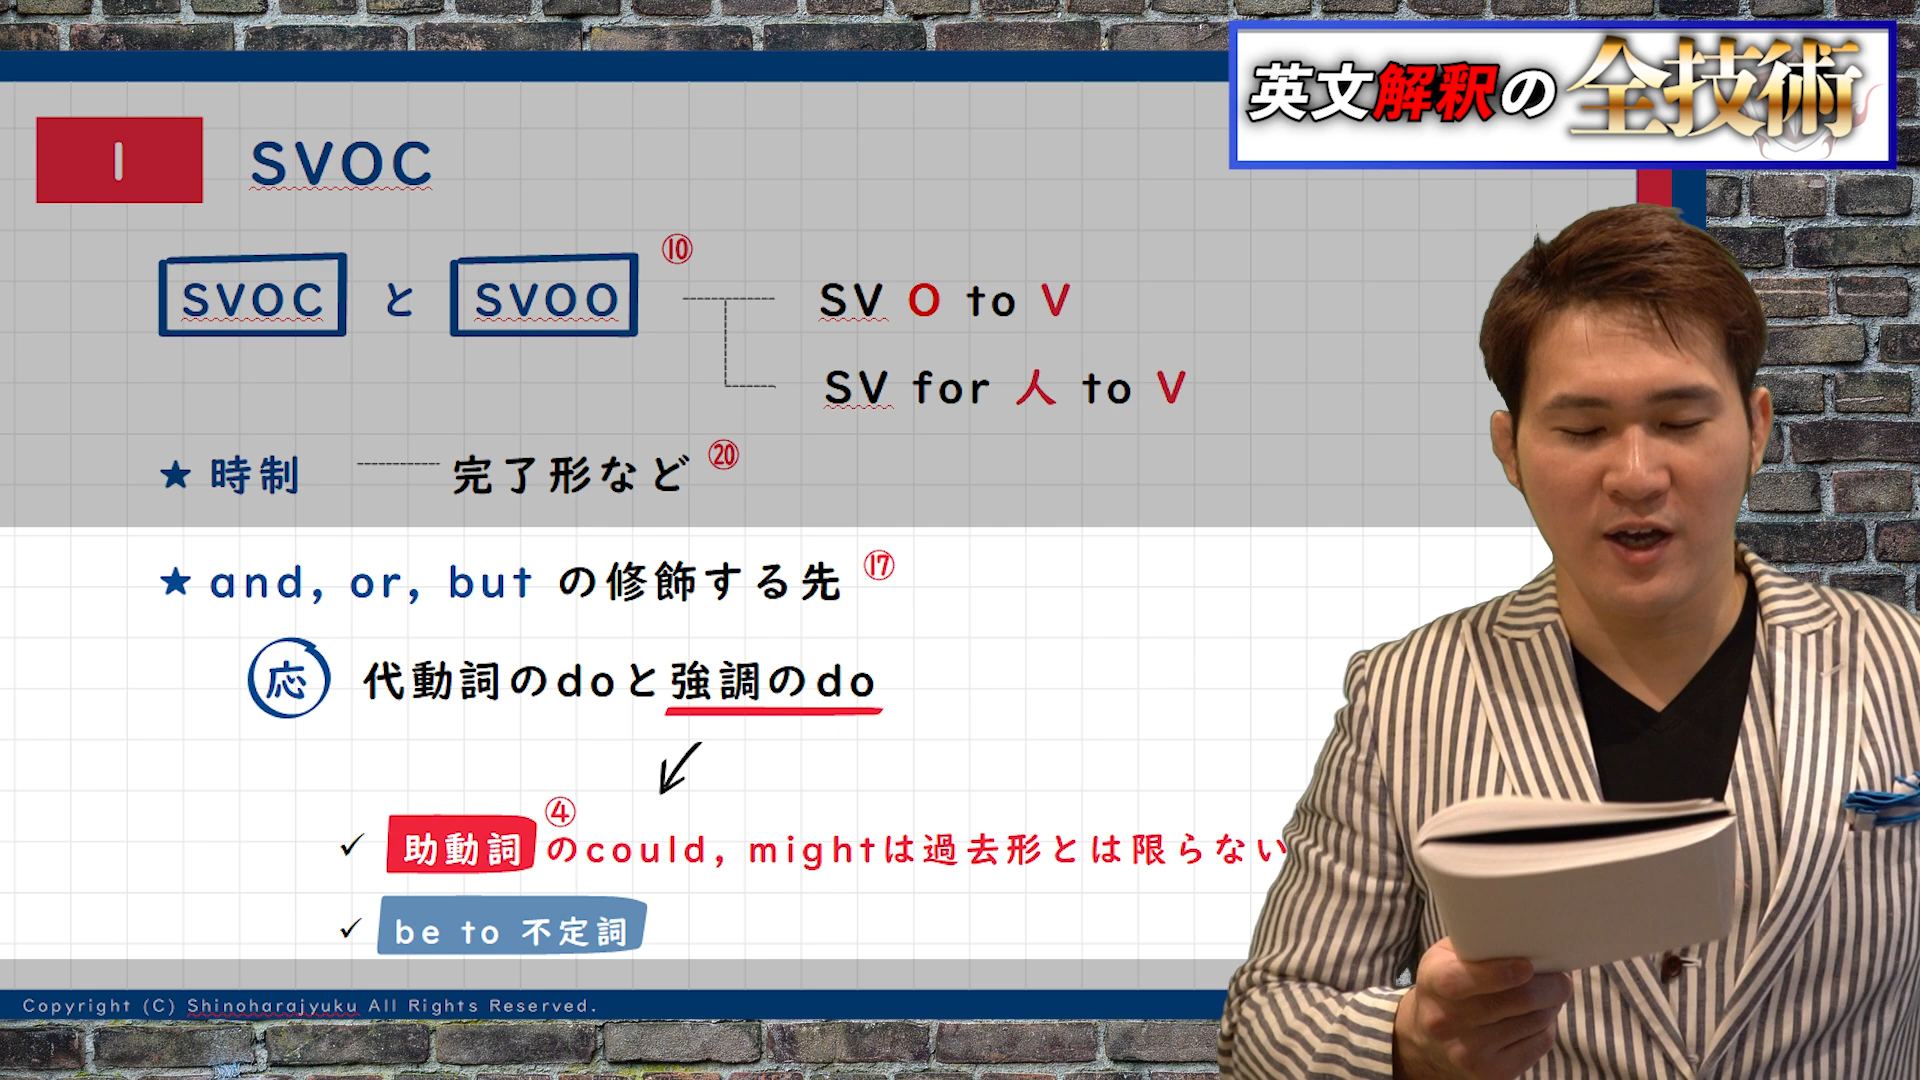 英文解釈の全技術
1 SVOC
SVOC と SVOO ⑩ SV O to V
SV for 人 to V
★ 時制 完了形など ⑳
★ and, or, but の修飾する先 ⑰
応 代動詞のdoと強調のdo
✓ 助動詞④のcould, mightは過去形とは限らない
✓ be to 不定詞
Copyright (C) Shinoharajyuku All Rights Reserved.